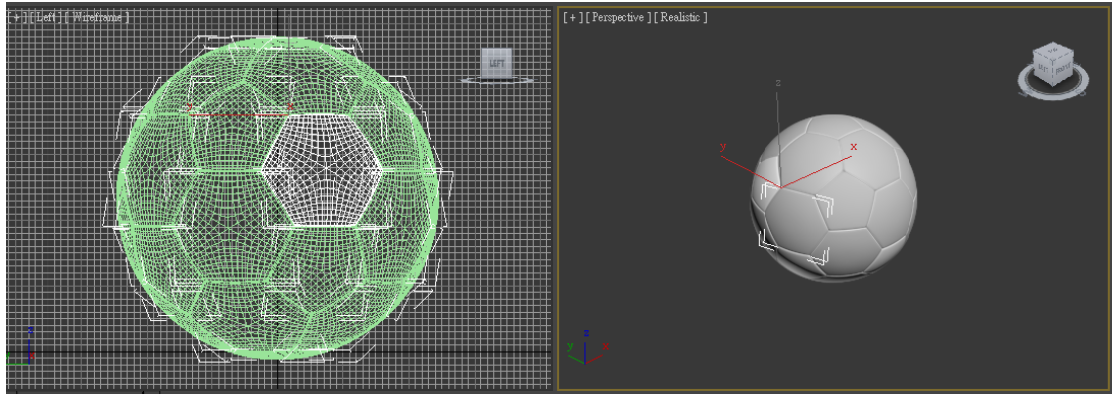 [ + ] [ Left ] [ Wireframe ]
LEFT
x
z
[ + ] [ Perspective ] [ Realistic ]
z
y
x
z
y
x